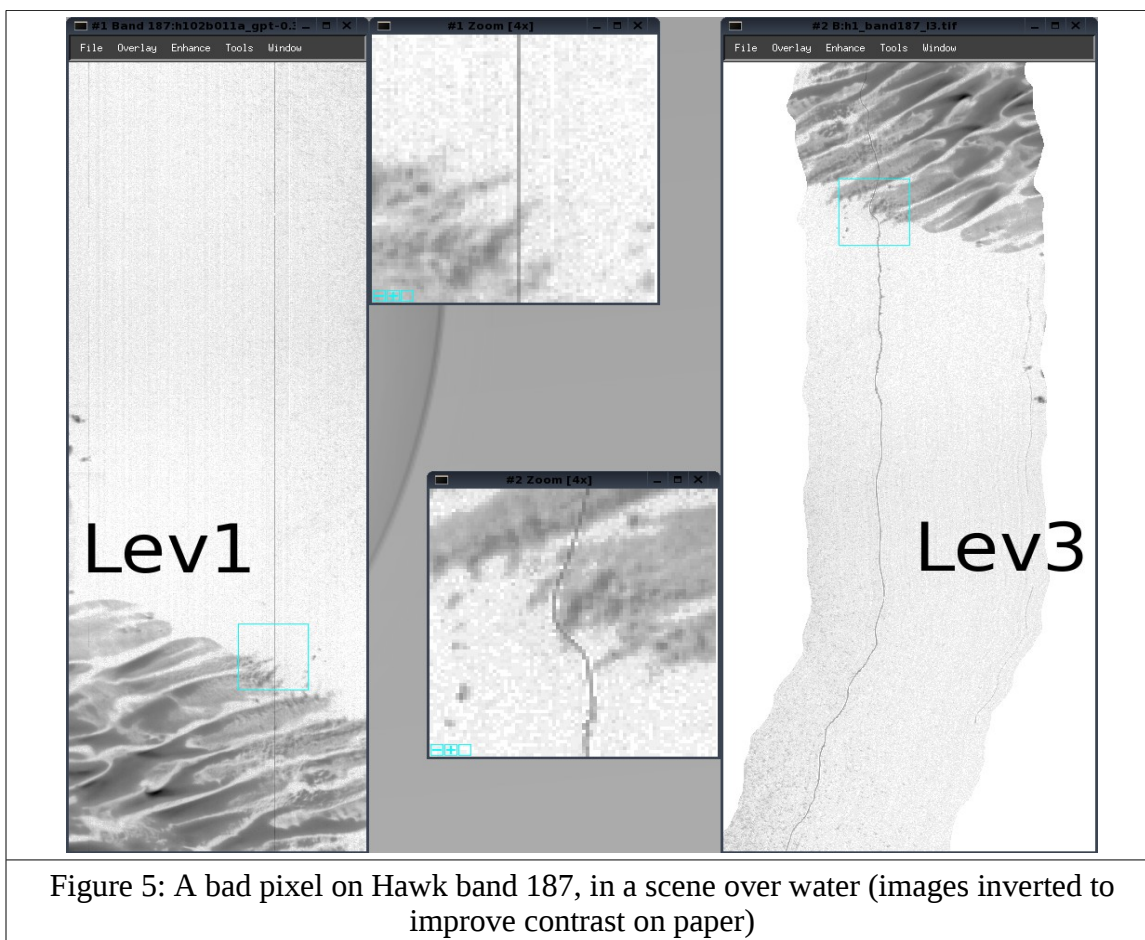 #1 Band 187:h102b011a_gpt-0.3
File Overlay Enhance Tools Window
#1 Zoom [4x]
#2 B:h1_band187_l3.tif
File Overlay Enhance Tools Window
#2 Zoom [4x]
Lev1
Lev3
Figure 5: A bad pixel on Hawk band 187, in a scene over water (images inverted to
improve contrast on paper)